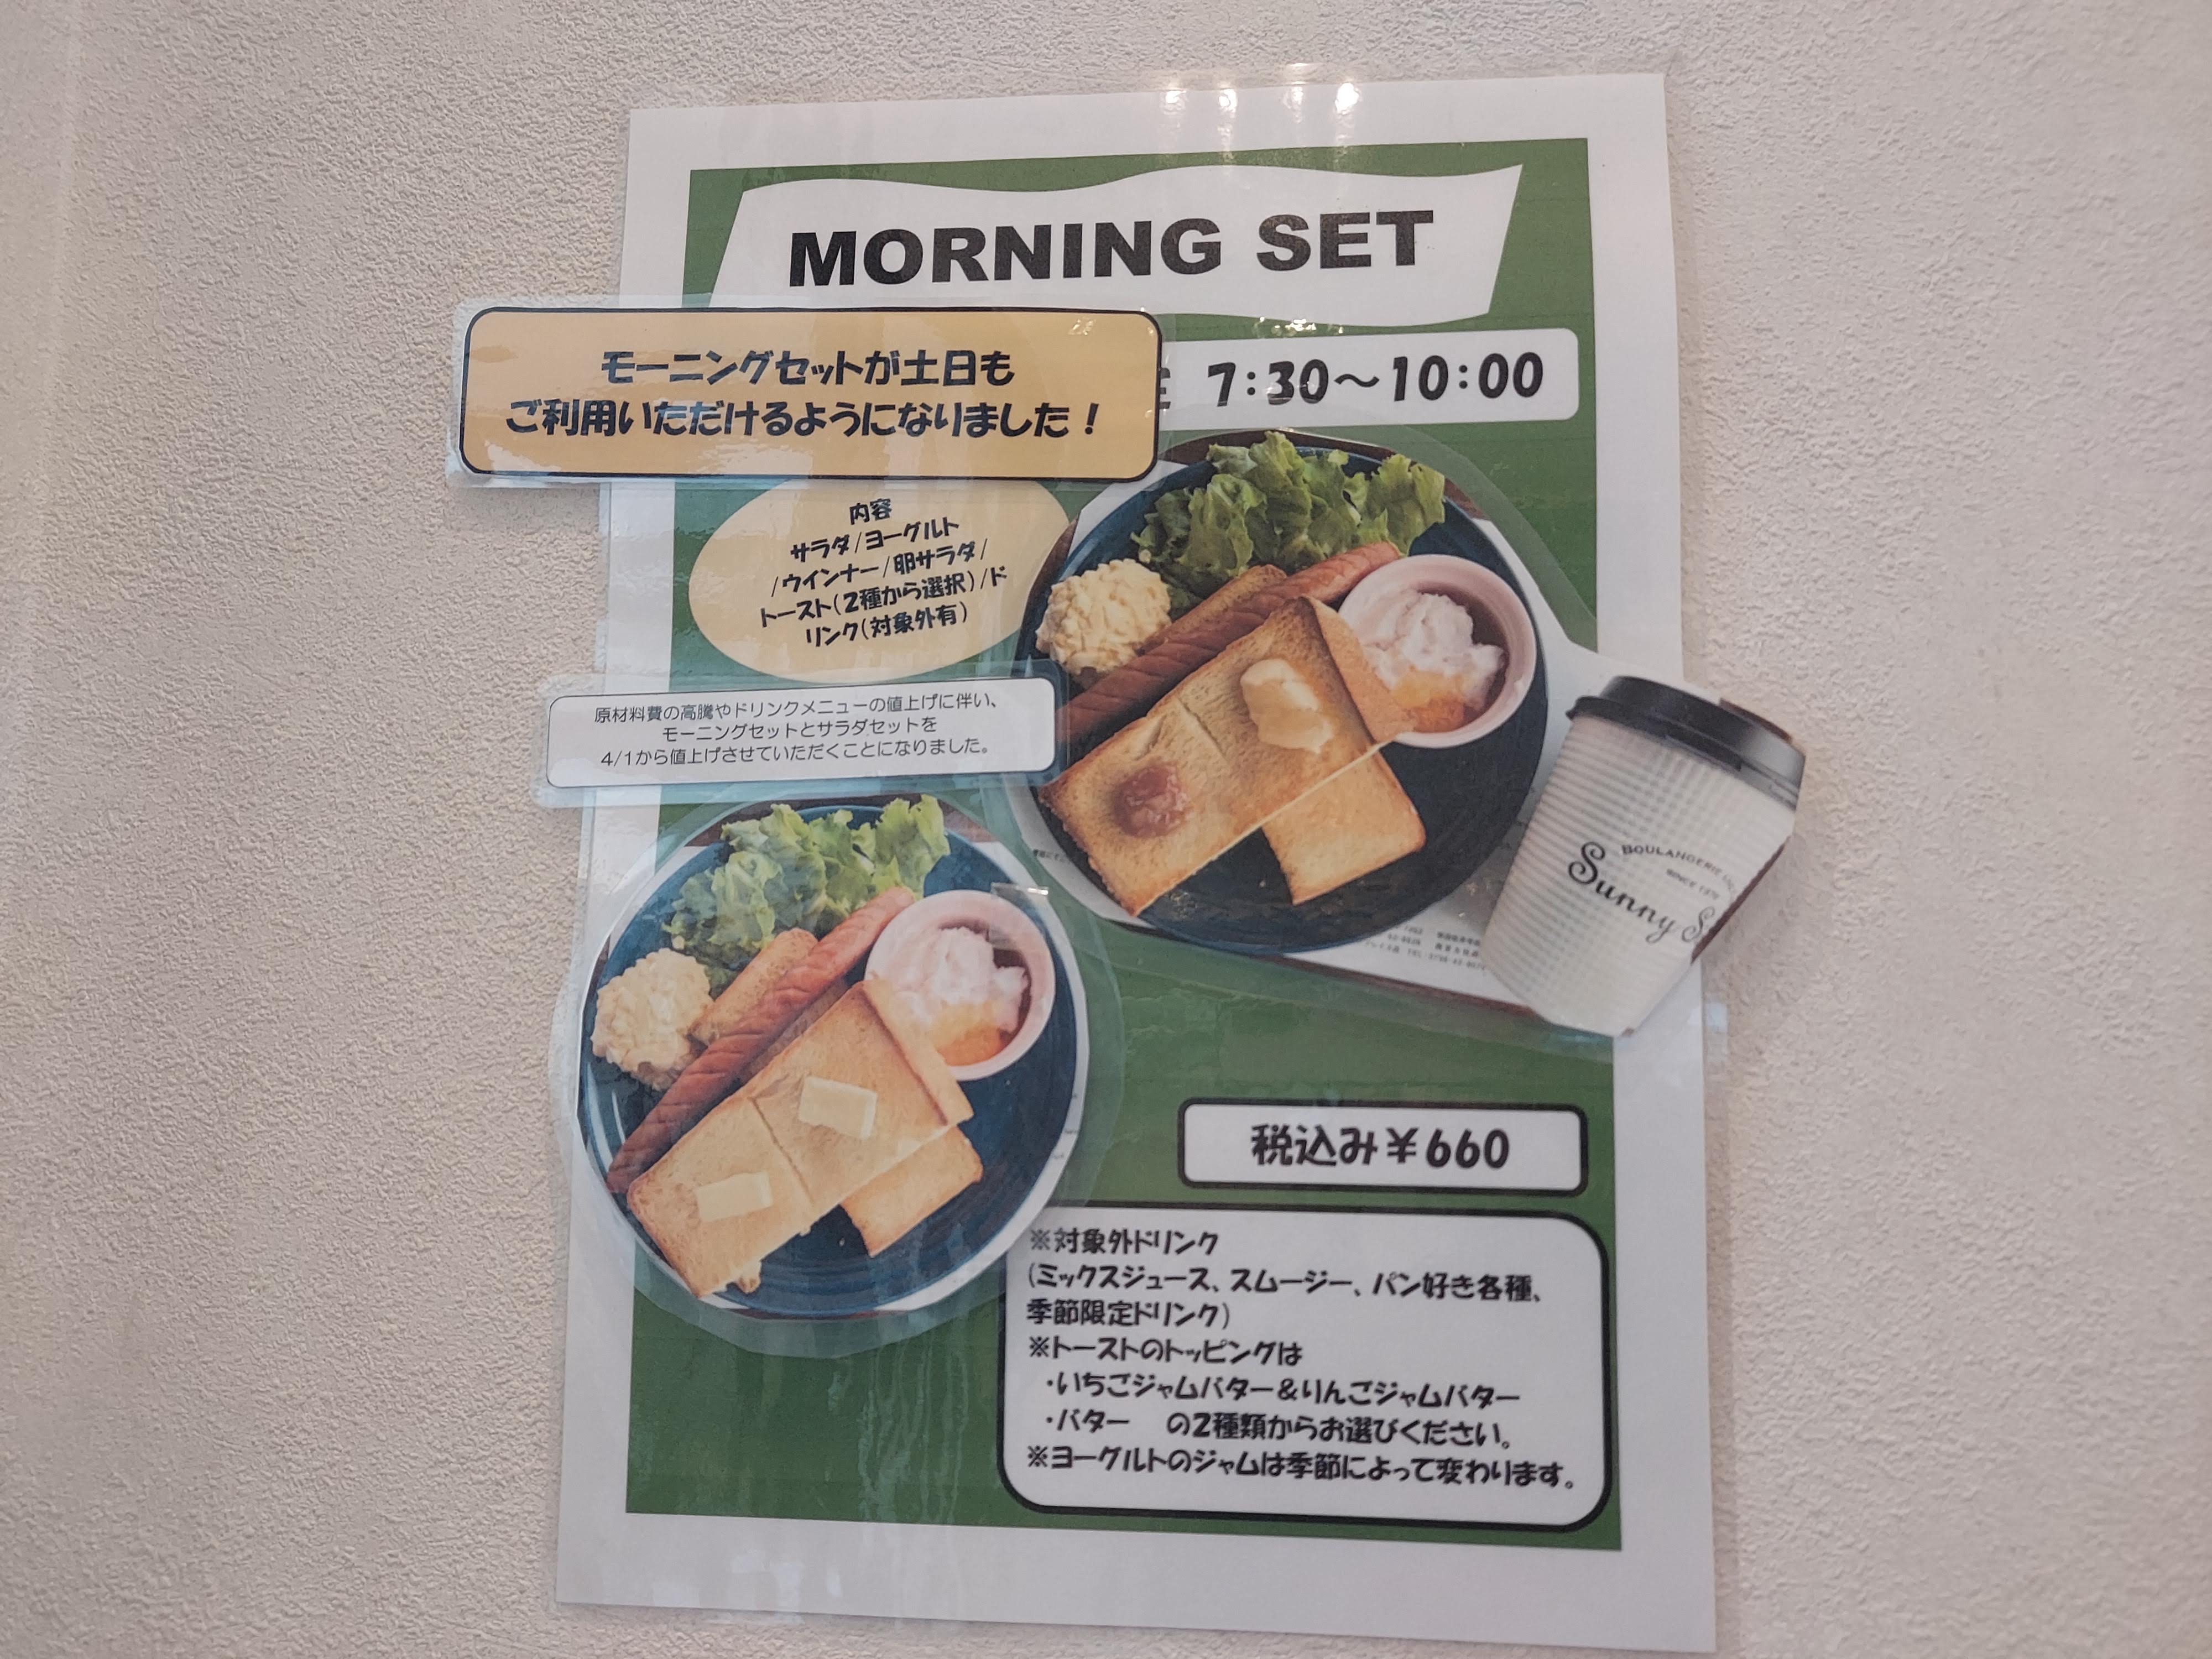 MORNING SET
モーニングセットが土日も
ご利用いただけるようになりました!
7:30～10:00
内容
サラダ/ヨーグルト
/ウインナー/卵サラダ/
トースト(2種から選択)/ド
リンク(対象外有)
原材料費の高騰やドリンクメニューの値上げに伴い、
モーニングセットとサラダセットを
4/1から値上げさせていただくことになりました。
BOULANGERIE
SINCE 1970
Sunny
税込み¥660
※対象外ドリンク
(ミックスジュース、スムージー、パン好き各種、
季節限定ドリンク)
※トーストのトッピングは
・いちごジャムバター&りんごジャムバター
・バター　の2種類からお選びください。
※ヨーグルトのジャムは季節によって変わります。